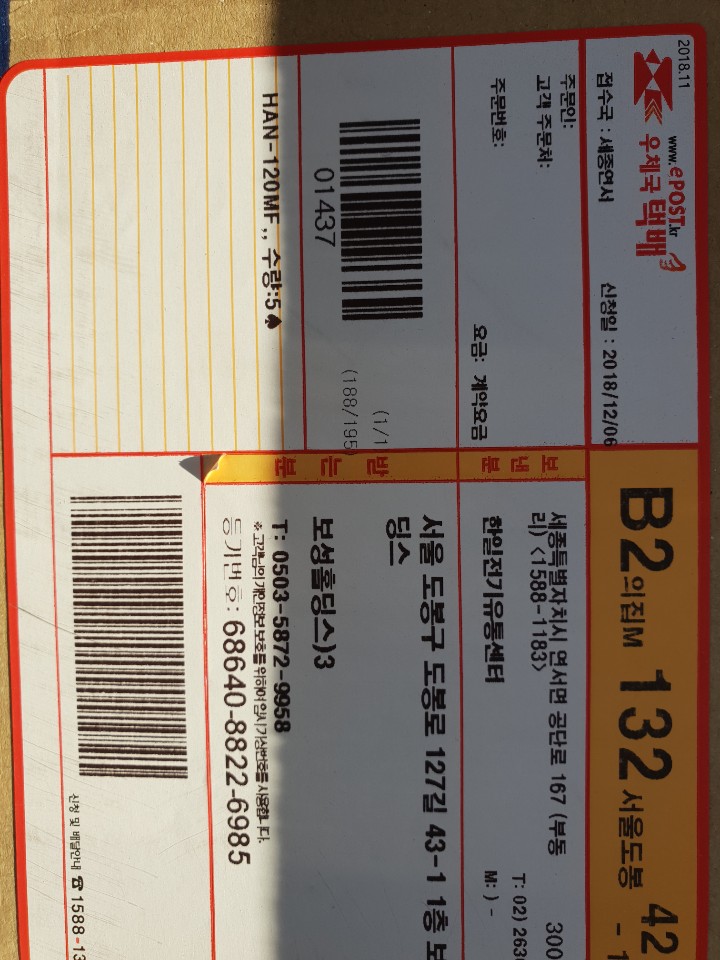 2018.11
www.ePOST.kr
우체국 택배
접수국 : 세종연서
신청일 : 2018/12/06
B2 의집M 132 서울도봉 42
- 1
주문인:
고객 주문처:
주문번호:
요금: 계약요금
보낸분
세종특별자치시 연서면 공단로 167 (부동
리) <1588-1183>
한일전기유통센터
300
T: 02) 263
M: ) -
01437
(1/1
(188/195)
받는분
서울 도봉구 도봉로 127길 43-1 1층 보
딩스
보성홀딩스)3
T: 0503-5872-9958
※ 고객님의 개인정보 보호를 위하여 임시 가상번호를 사용합니다.
등기번호: 68640-8822-6985
HAN-120MF,, 수량:5♠
신청 및 배달안내 ☎ 1588-13